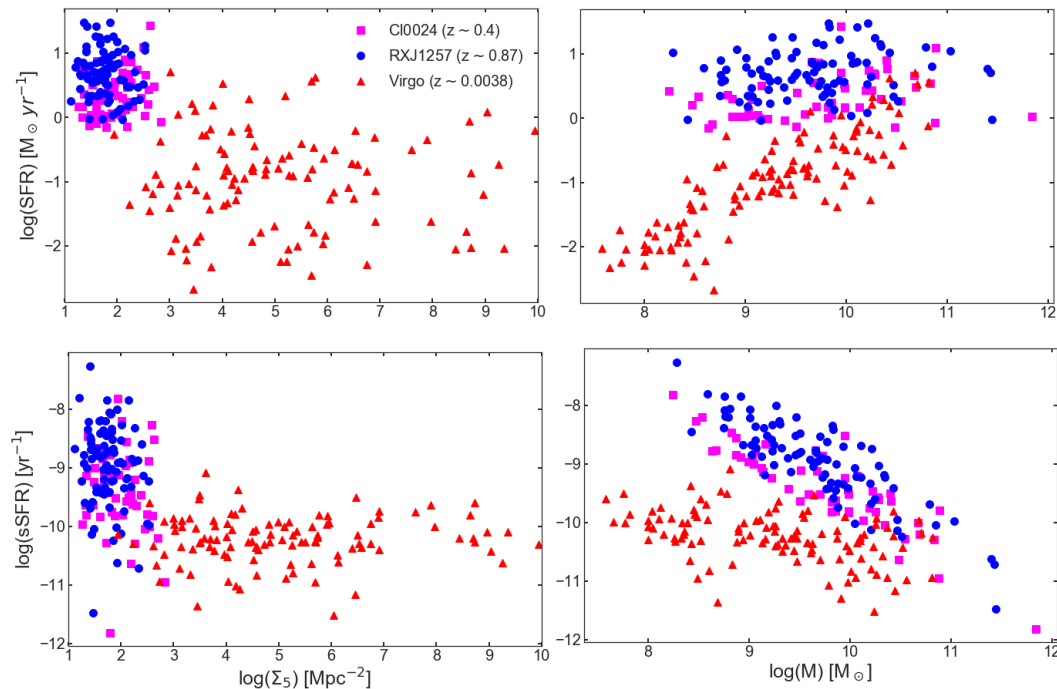 Cl0024 (z ~ 0.4)
RXJ1257 (z ~ 0.87)
Virgo (z ~ 0.0038)
log(SFR) [M⊙ yr⁻¹]
1
0
−1
−2
1 2 3 4 5 6 7 8 9 10
1
0
−1
−2
8 9 10 11 12
log(sSFR) [yr⁻¹]
−8
−9
−10
−11
−12
1 2 3 4 5 6 7 8 9 10
log(Σ₅) [Mpc⁻²]
−8
−9
−10
−11
−12
8 9 10 11 12
log(M) [M⊙]